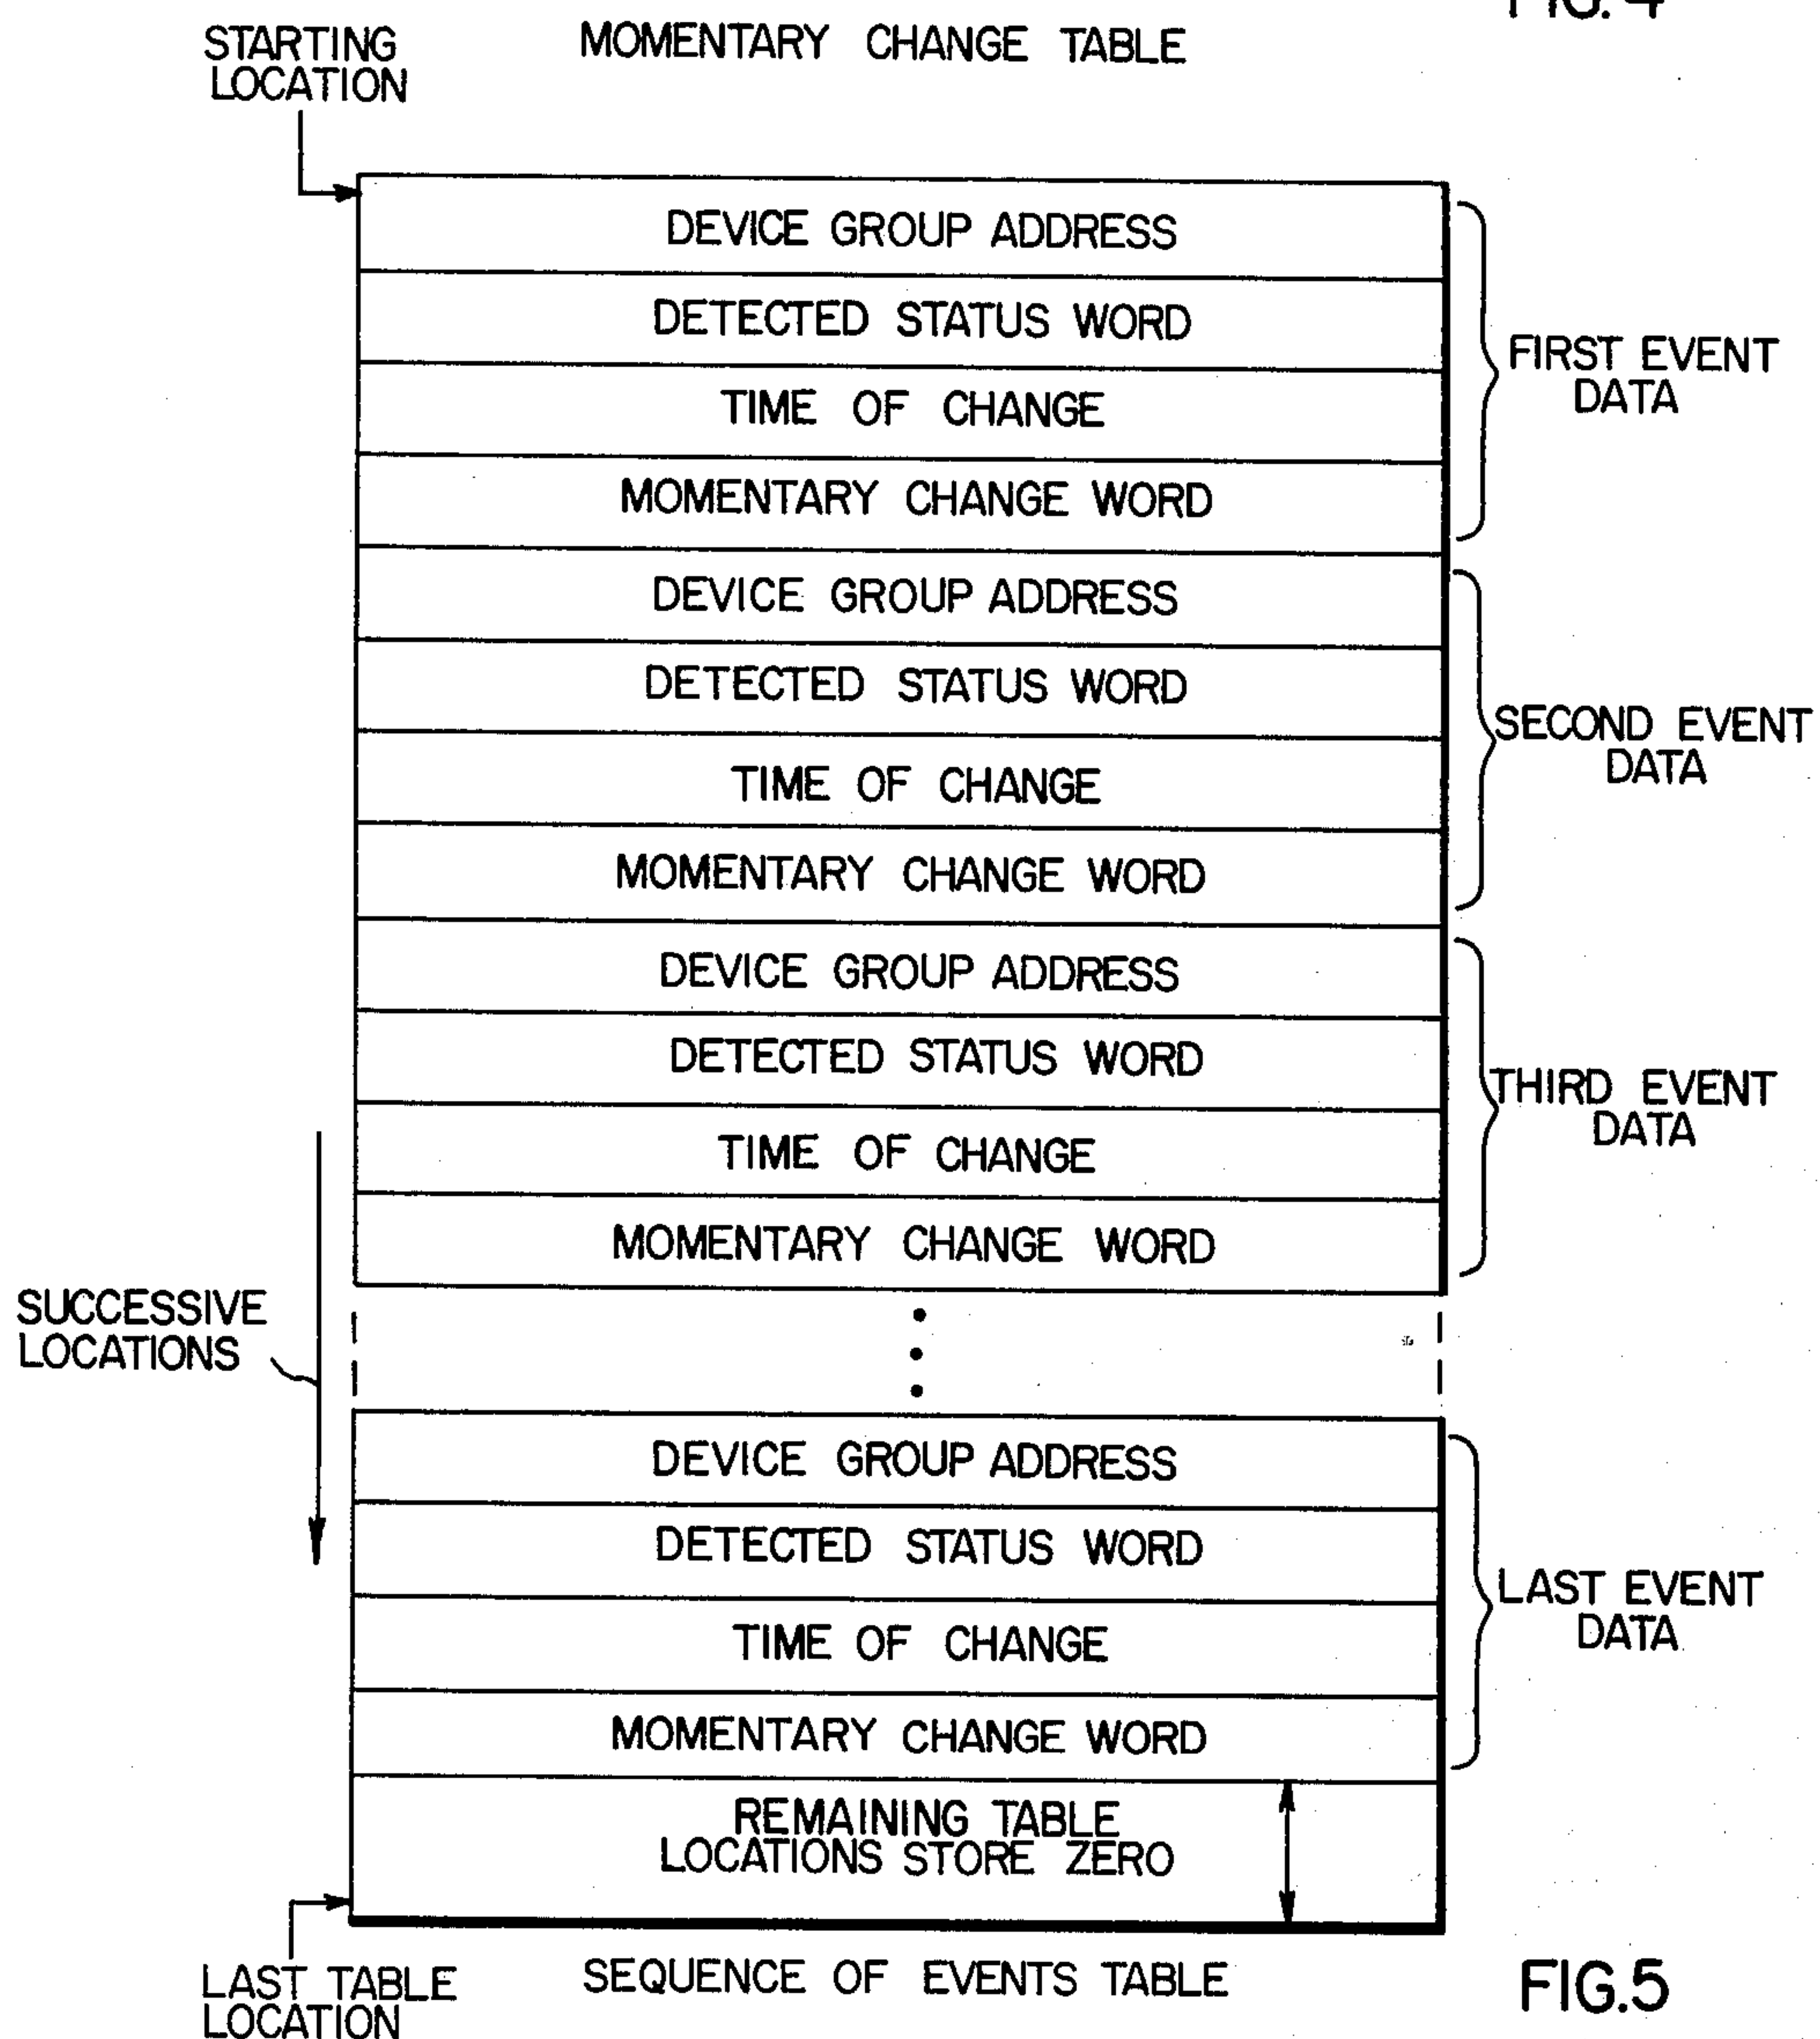 FIG. 4
MOMENTARY CHANGE TABLE
STARTING
LOCATION
DEVICE GROUP ADDRESS
DETECTED STATUS WORD
TIME OF CHANGE
MOMENTARY CHANGE WORD
FIRST EVENT
DATA
DEVICE GROUP ADDRESS
DETECTED STATUS WORD
TIME OF CHANGE
MOMENTARY CHANGE WORD
SECOND EVENT
DATA
DEVICE GROUP ADDRESS
DETECTED STATUS WORD
TIME OF CHANGE
MOMENTARY CHANGE WORD
THIRD EVENT
DATA
SUCCESSIVE
LOCATIONS
DEVICE GROUP ADDRESS
DETECTED STATUS WORD
TIME OF CHANGE
MOMENTARY CHANGE WORD
LAST EVENT
DATA
REMAINING TABLE
LOCATIONS STORE ZERO
LAST TABLE
LOCATION
SEQUENCE OF EVENTS TABLE
FIG.5